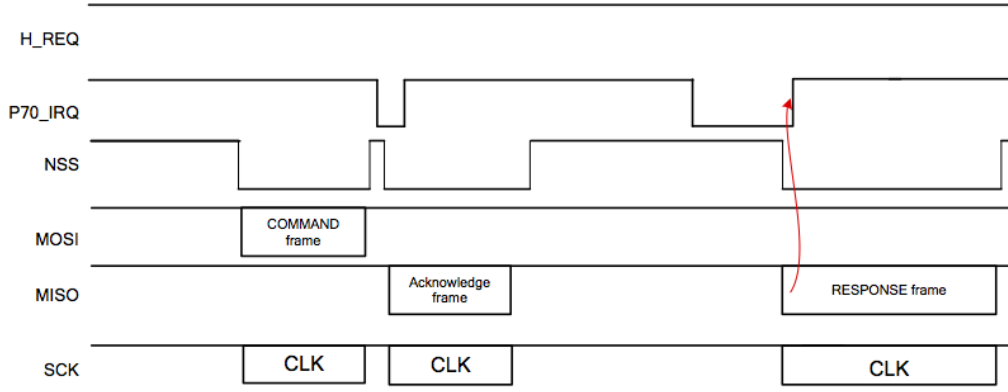 H_REQ
P70_IRQ
NSS
COMMAND
frame
MOSI
Acknowledge
frame
RESPONSE frame
MISO
CLK
CLK
CLK
SCK